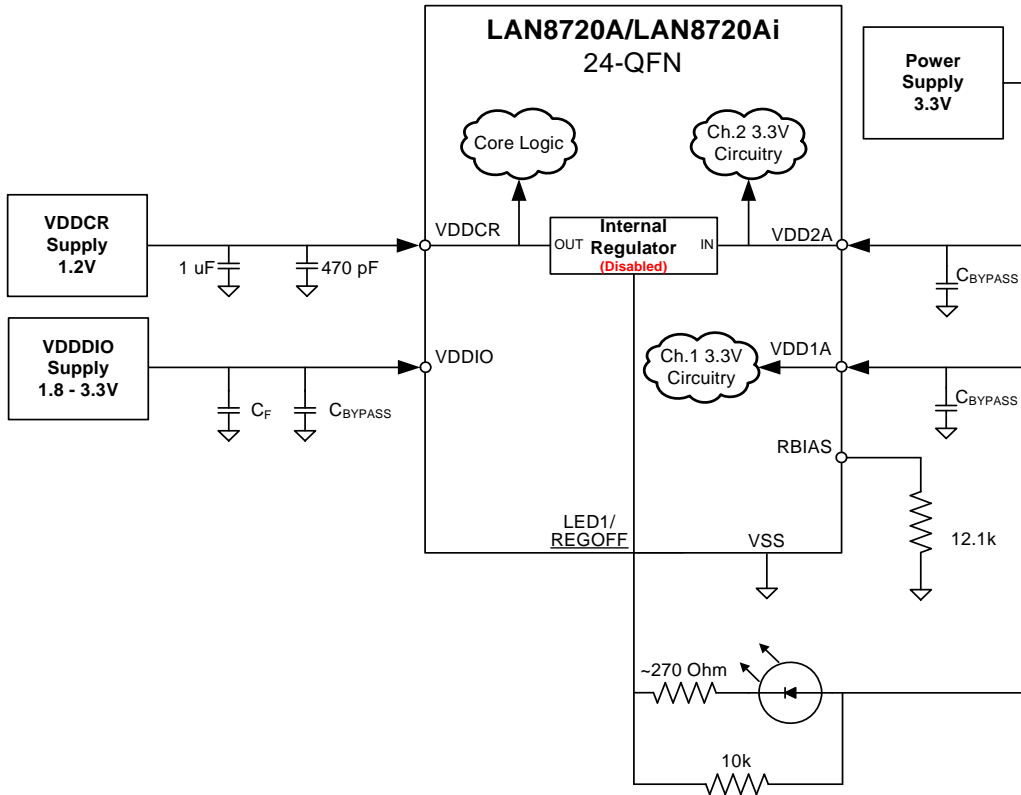 LAN8720A/LAN8720Ai
24-QFN
Power
Supply
3.3V
Core Logic
Ch.2 3.3V
Circuitry
VDDCR
Supply
1.2V
VDDCR
OUT
Internal
Regulator
(Disabled)
IN
VDD2A
1 uF
470 pF
CBYPASS
VDDDIO
Supply
1.8 - 3.3V
VDDIO
Ch.1 3.3V
Circuitry
VDD1A
CF
CBYPASS
CBYPASS
RBIAS
LED1/
REGOFF
VSS
12.1k
~270 Ohm
10k